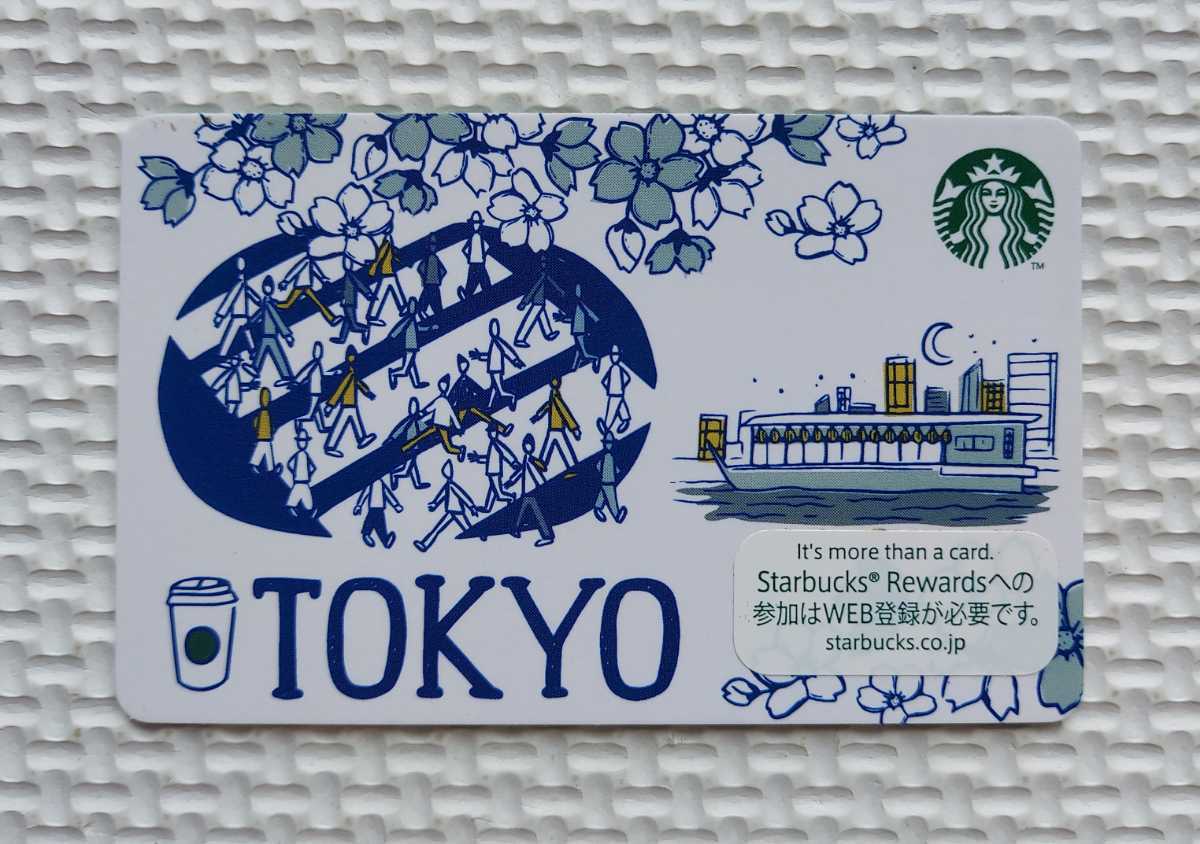 TM
TOKYO
It's more than a card.
Starbucks® Rewardsへの
参加はWEB登録が必要です。
starbucks.co.jp